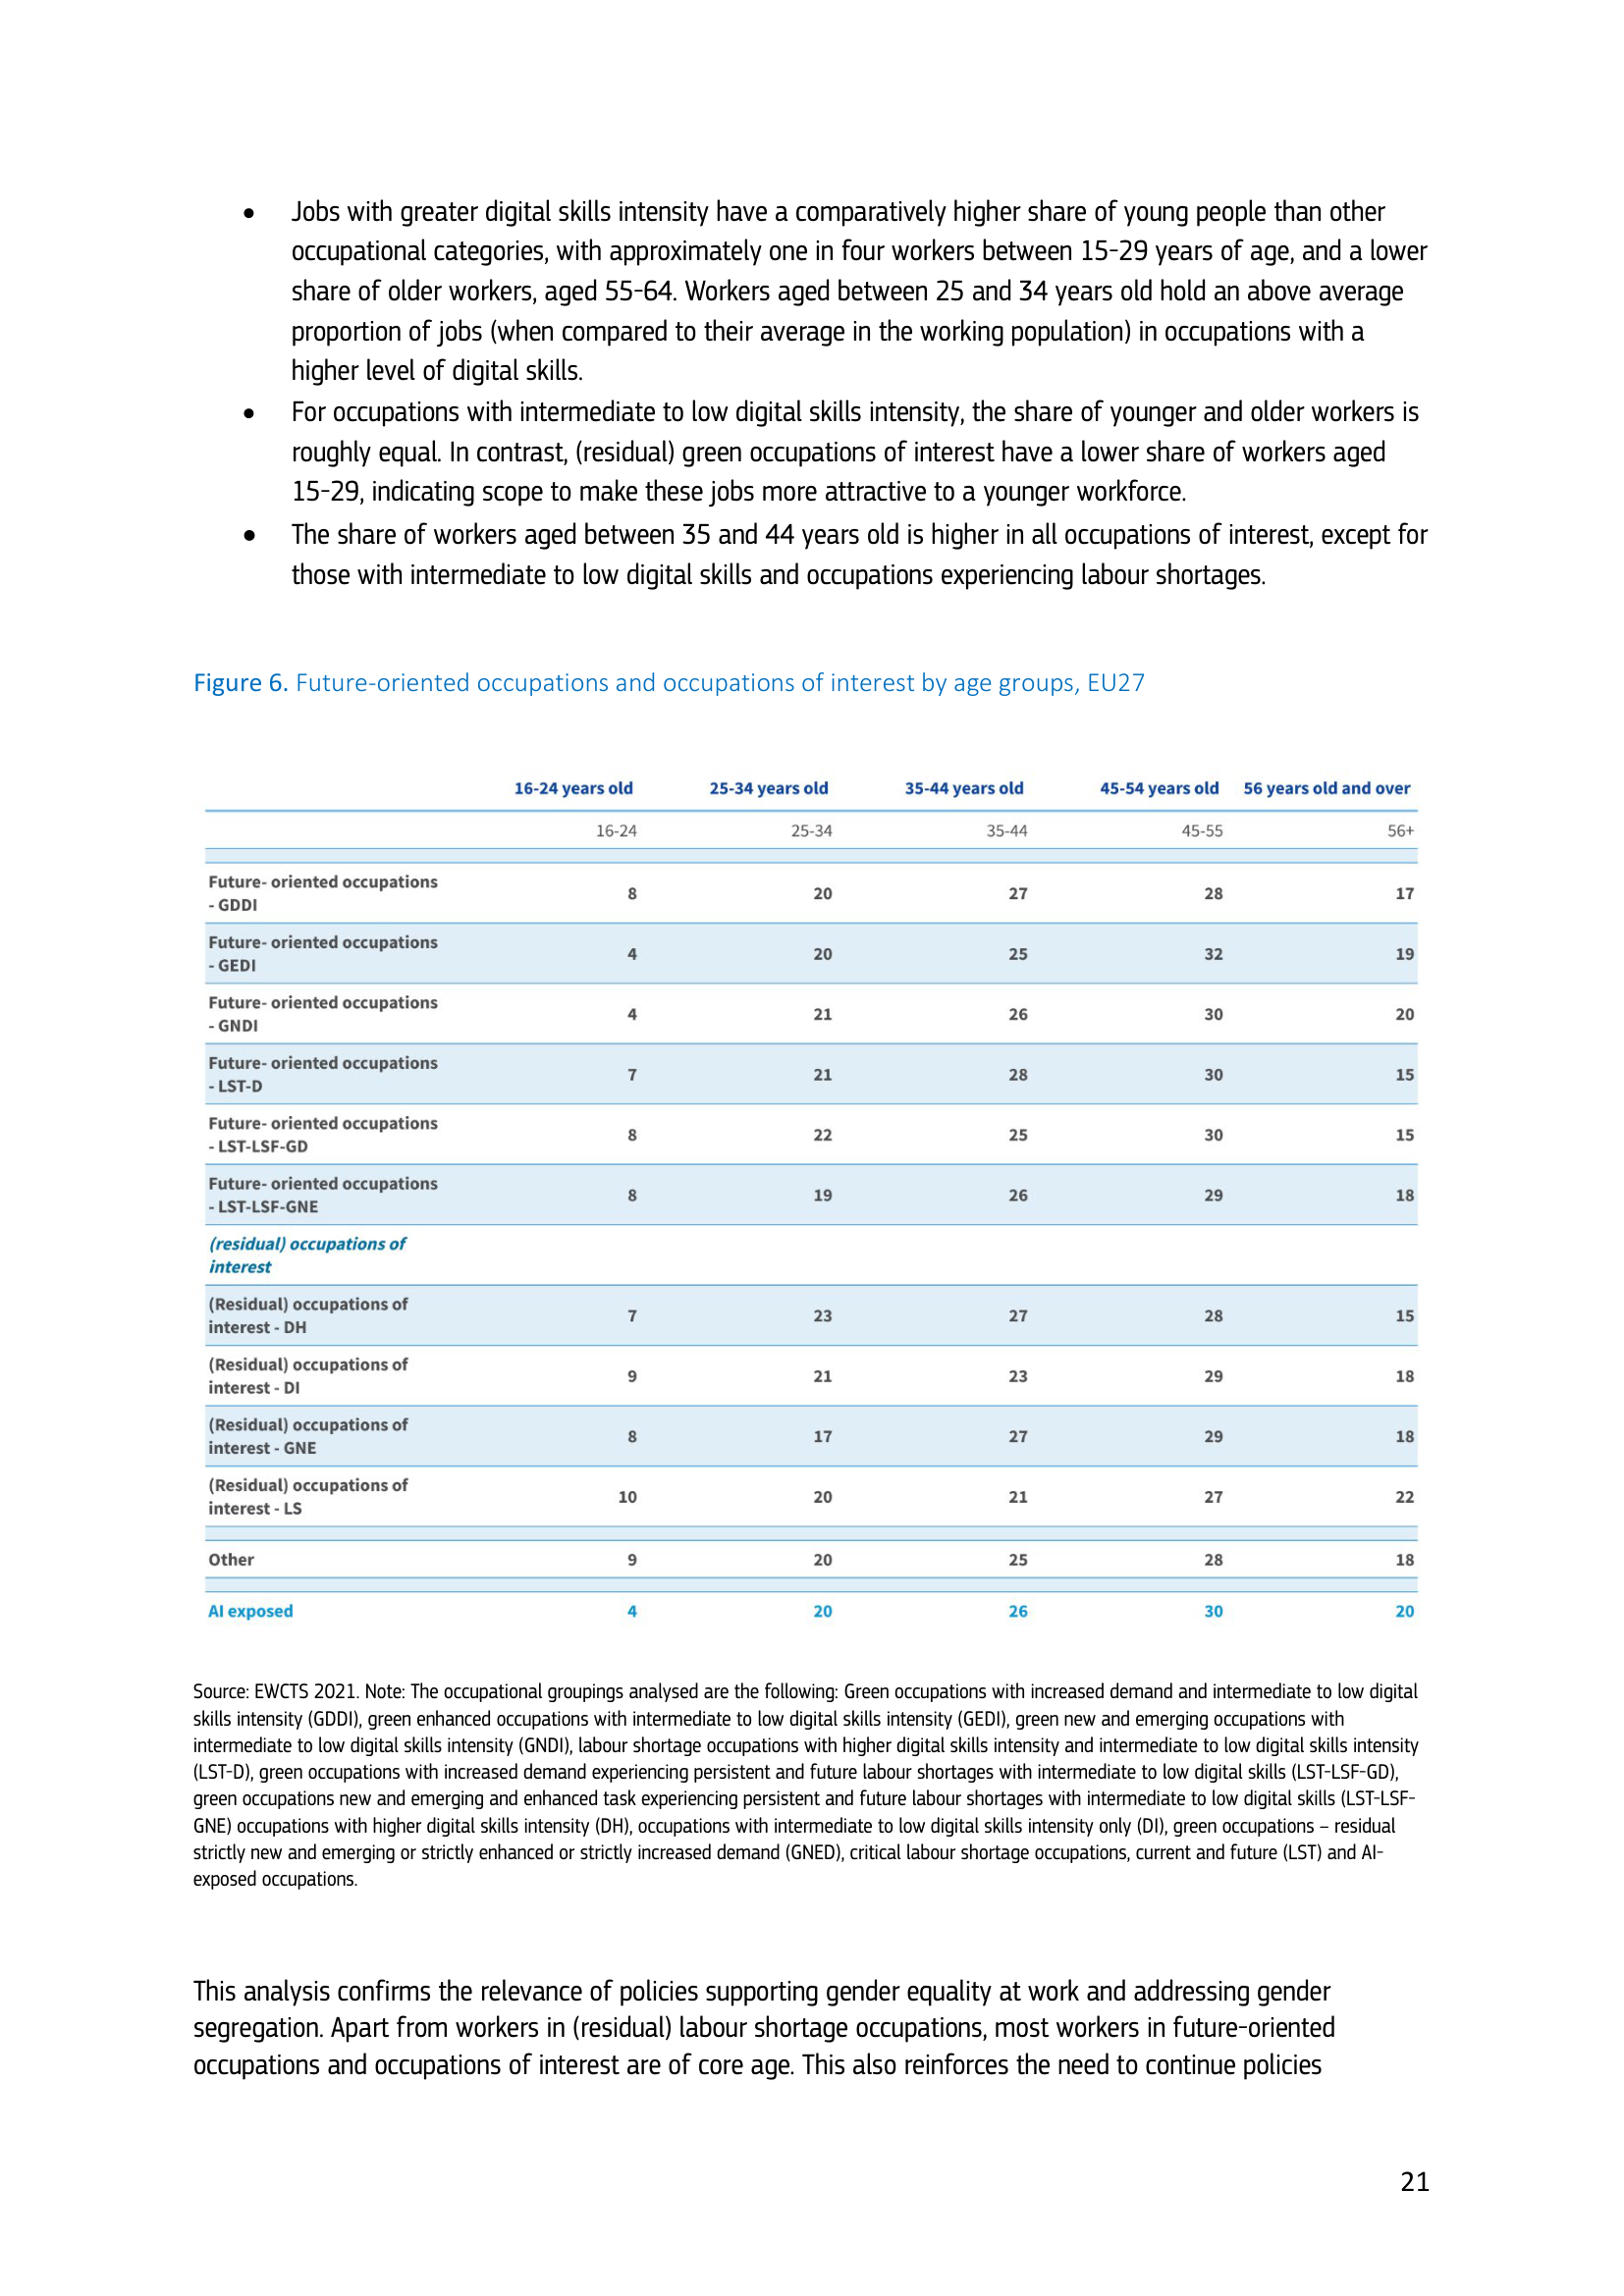 • Jobs with greater digital skills intensity have a comparatively higher share of young people than other
occupational categories, with approximately one in four workers between 15-29 years of age, and a lower
share of older workers, aged 55-64. Workers aged between 25 and 34 years old hold an above average
proportion of jobs (when compared to their average in the working population) in occupations with a
higher level of digital skills.
• For occupations with intermediate to low digital skills intensity, the share of younger and older workers is
roughly equal. In contrast, (residual) green occupations of interest have a lower share of workers aged
15-29, indicating scope to make these jobs more attractive to a younger workforce.
• The share of workers aged between 35 and 44 years old is higher in all occupations of interest, except for
those with intermediate to low digital skills and occupations experiencing labour shortages.
Figure 6. Future-oriented occupations and occupations of interest by age groups, EU27
16-24 years old 25-34 years old 35-44 years old 45-54 years old 56 years old and over
16-24 25-34 35-44 45-55 56+
Future- oriented occupations
- GDDI 8 20 27 28 17
Future- oriented occupations
- GEDI 4 20 25 32 19
Future- oriented occupations
- GNDI 4 21 26 30 20
Future- oriented occupations
- LST-D 7 21 28 30 15
Future- oriented occupations
- LST-LSF-GD 8 22 25 30 15
Future- oriented occupations
- LST-LSF-GNE 8 19 26 29 18
(residual) occupations of
interest
(Residual) occupations of
interest - DH 7 23 27 28 15
(Residual) occupations of
interest - DI 9 21 23 29 18
(Residual) occupations of
interest - GNE 8 17 27 29 18
(Residual) occupations of
interest - LS 10 20 21 27 22
Other 9 20 25 28 18
AI exposed 4 20 26 30 20
Source: EWCTS 2021. Note: The occupational groupings analysed are the following: Green occupations with increased demand and intermediate to low digital
skills intensity (GDDI), green enhanced occupations with intermediate to low digital skills intensity (GEDI), green new and emerging occupations with
intermediate to low digital skills intensity (GNDI), labour shortage occupations with higher digital skills intensity and intermediate to low digital skills intensity
(LST-D), green occupations with increased demand experiencing persistent and future labour shortages with intermediate to low digital skills (LST-LSF-GD),
green occupations new and emerging and enhanced task experiencing persistent and future labour shortages with intermediate to low digital skills (LST-LSF-
GNE) occupations with higher digital skills intensity (DH), occupations with intermediate to low digital skills intensity only (DI), green occupations – residual
strictly new and emerging or strictly enhanced or strictly increased demand (GNED), critical labour shortage occupations, current and future (LST) and AI-
exposed occupations.
This analysis confirms the relevance of policies supporting gender equality at work and addressing gender
segregation. Apart from workers in (residual) labour shortage occupations, most workers in future-oriented
occupations and occupations of interest are of core age. This also reinforces the need to continue policies
21